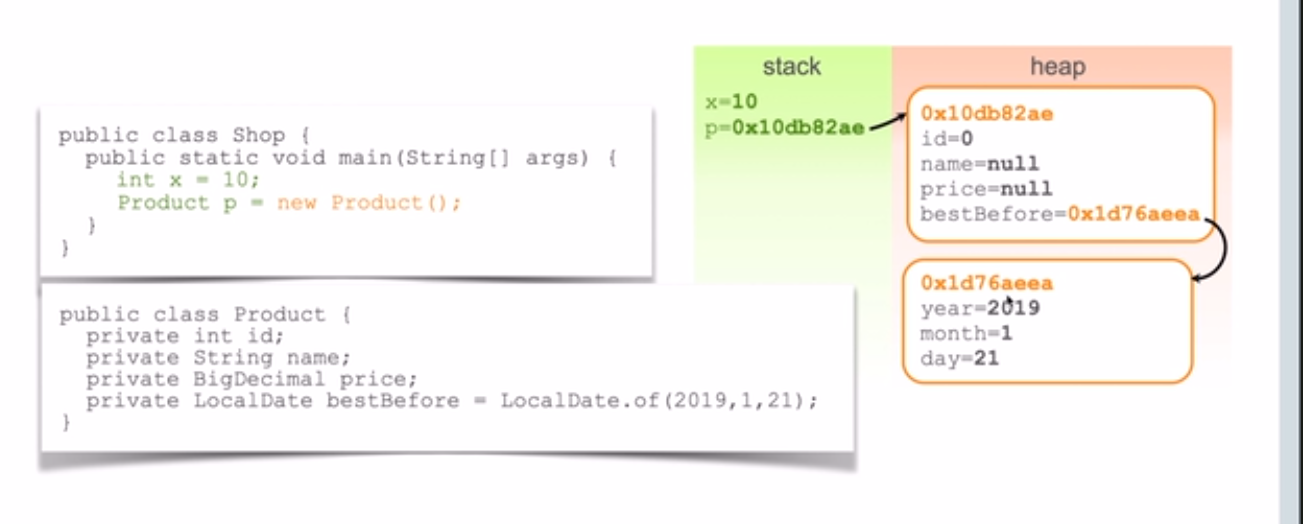 public class Shop {
public static void main(String[] args) {
int x = 10;
Product p = new Product();
}
}
public class Product {
private int id;
private String name;
private BigDecimal price;
private LocalDate bestBefore = LocalDate.of(2019,1,21);
}
stack
x=10
p=0x10db82ae
heap
0x10db82ae
id=0
name=null
price=null
bestBefore=0x1d76aeea
0x1d76aeea
year=2019
month=1
day=21